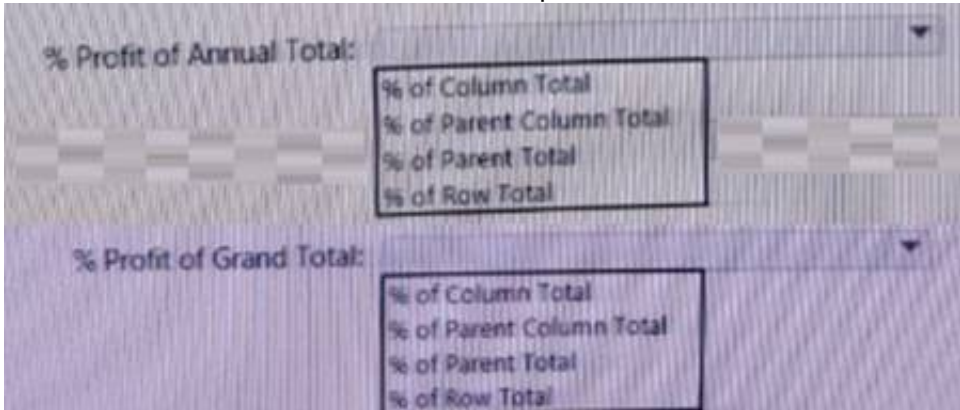 % Profit of Annual Total:
% of Column Total
% of Parent Column Total
% of Parent Total
% of Row Total
% Profit of Grand Total:
% of Column Total
% of Parent Column Total
% of Parent Total
% of Row Total